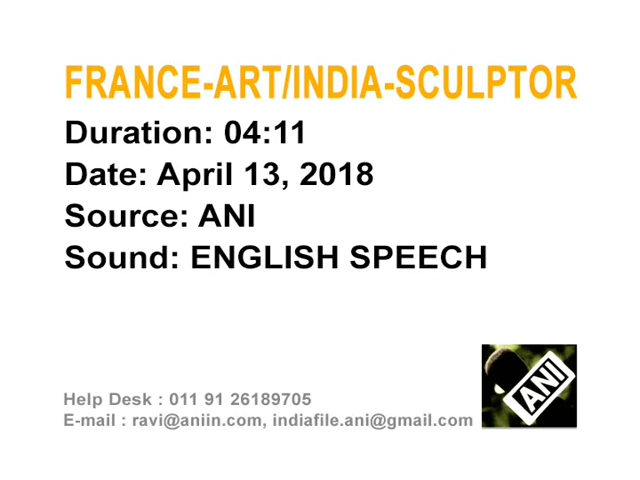 FRANCE-ART/INDIA-SCULPTOR
Duration: 04:11
Date: April 13, 2018
Source: ANI
Sound: ENGLISH SPEECH
ANI
Help Desk : 011 91 26189705
E-mail : ravi@aniin.com, indiafile.ani@gmail.com